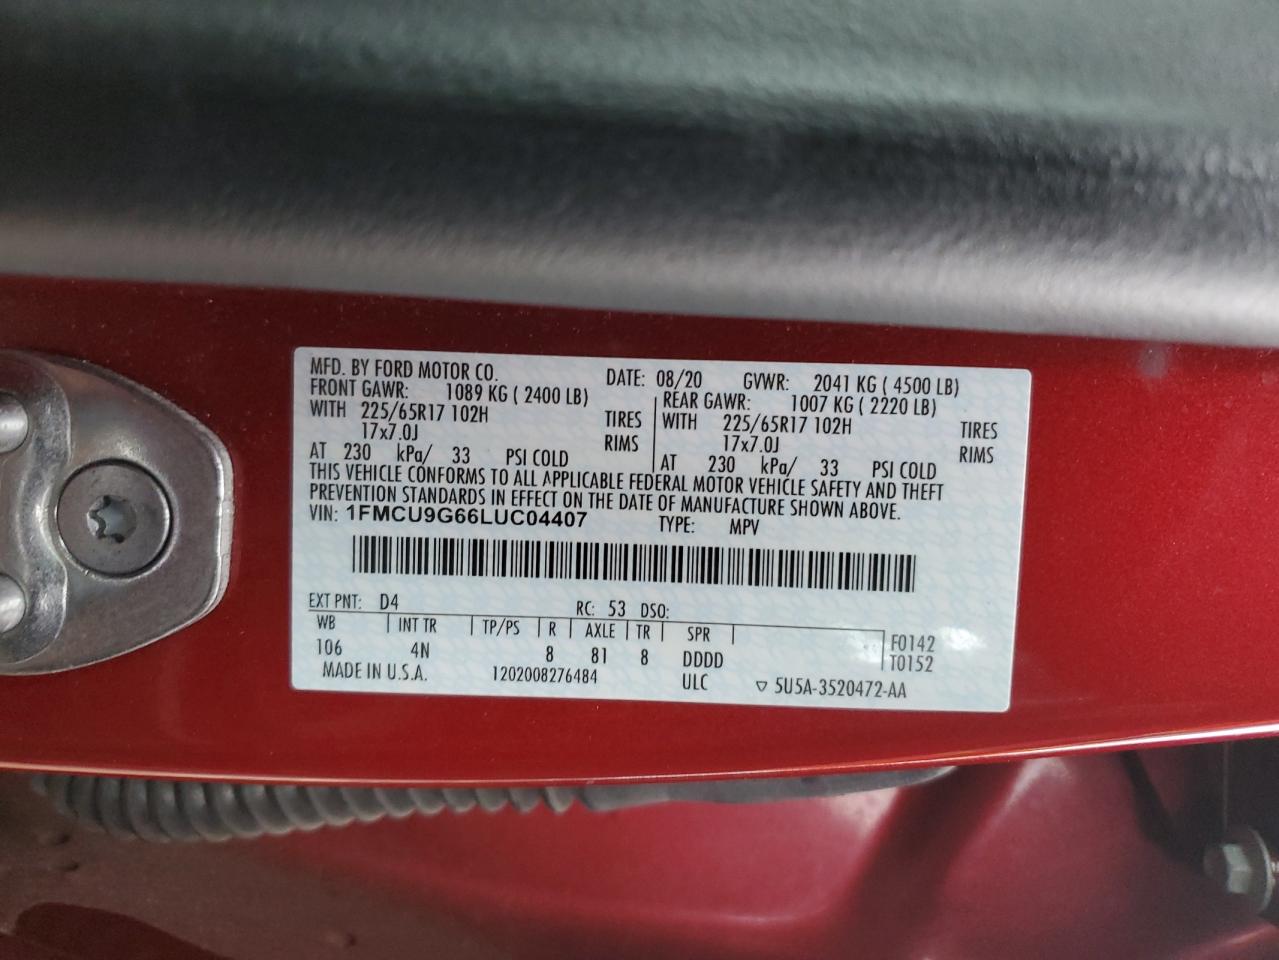 MFD. BY FORD MOTOR CO. DATE: 08/20 GVWR: 2041 KG ( 4500 LB)
FRONT GAWR: 1089 KG ( 2400 LB) REAR GAWR: 1007 KG ( 2220 LB)
WITH 225/65R17 102H TIRES WITH 225/65R17 102H TIRES
17x7.0J RIMS 17x7.0J RIMS
AT 230 kPa/ 33 PSI COLD AT 230 kPa/ 33 PSI COLD
THIS VEHICLE CONFORMS TO ALL APPLICABLE FEDERAL MOTOR VEHICLE SAFETY AND THEFT
PREVENTION STANDARDS IN EFFECT ON THE DATE OF MANUFACTURE SHOWN ABOVE.
VIN: 1FMCU9G66LUC04407 TYPE: MPV
EXT PNT: D4 RC: 53 DSO:
WB INT TR TP/PS R AXLE TR SPR F0142
106 4N 8 81 8 DDDD T0152
MADE IN U.S.A. 1202008276484 ULC ▽ 5U5A-3520472-AA